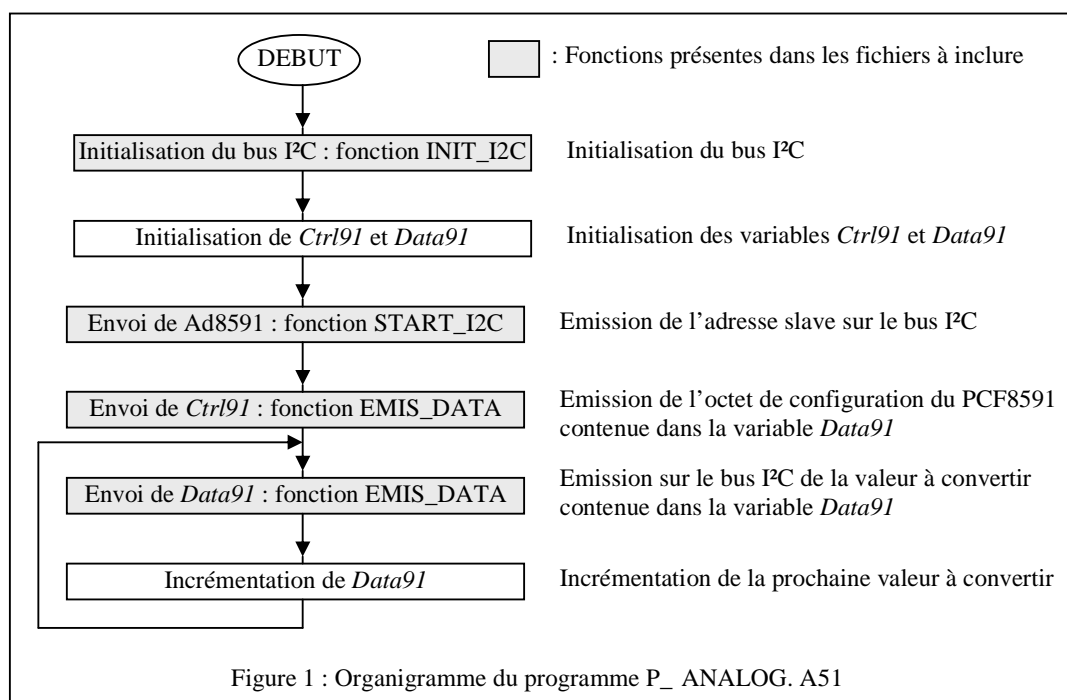 DEBUT
: Fonctions présentes dans les fichiers à inclure
Initialisation du bus I²C : fonction INIT_I2C
Initialisation du bus I²C
Initialisation de Ctrl91 et Data91
Initialisation des variables Ctrl91 et Data91
Envoi de Ad8591 : fonction START_I2C
Emission de l'adresse slave sur le bus I²C
Envoi de Ctrl91 : fonction EMIS_DATA
Emission de l'octet de configuration du PCF8591
contenue dans la variable Data91
Envoi de Data91 : fonction EMIS_DATA
Emission sur le bus I²C de la valeur à convertir
contenue dans la variable Data91
Incrémentation de Data91
Incrémentation de la prochaine valeur à convertir
Figure 1 : Organigramme du programme P_ ANALOG. A51